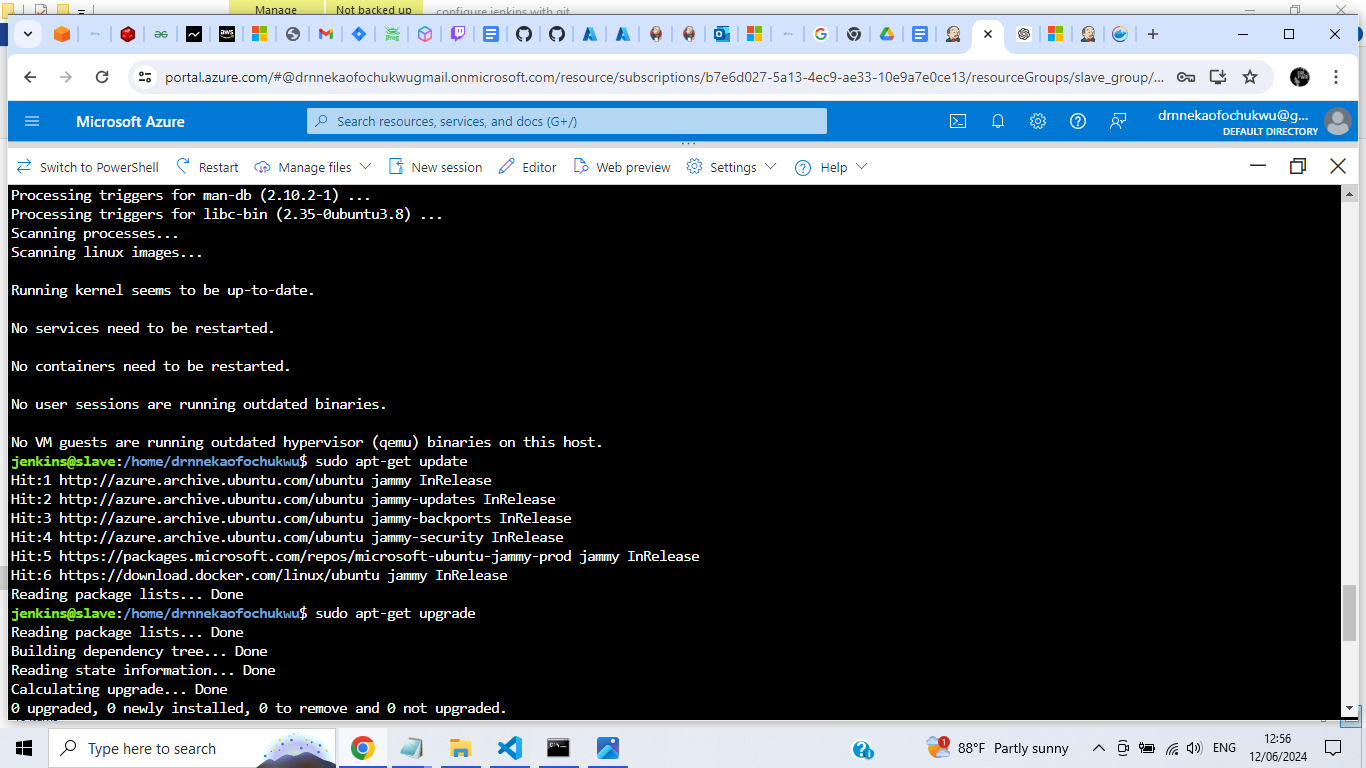 Manage
Not backed up
configure jenkins with git
portal.azure.com/#@drnnekaofochukwugmail.onmicrosoft.com/resource/subscriptions/b7e6d027-5a13-4ec9-ae33-10e9a7e0ce13/resourceGroups/slave_group/...
Microsoft Azure
Search resources, services, and docs (G+/)
drnnekaofochukwu@g...
DEFAULT DIRECTORY
Switch to PowerShell Restart Manage files New session Editor Web preview Settings Help
Processing triggers for man-db (2.10.2-1) ...
Processing triggers for libc-bin (2.35-0ubuntu3.8) ...
Scanning processes...
Scanning linux images...
Running kernel seems to be up-to-date.
No services need to be restarted.
No containers need to be restarted.
No user sessions are running outdated binaries.
No VM guests are running outdated hypervisor (qemu) binaries on this host.
jenkins@slave:/home/drnnekaofochukwu$ sudo apt-get update
Hit:1 http://azure.archive.ubuntu.com/ubuntu jammy InRelease
Hit:2 http://azure.archive.ubuntu.com/ubuntu jammy-updates InRelease
Hit:3 http://azure.archive.ubuntu.com/ubuntu jammy-backports InRelease
Hit:4 http://azure.archive.ubuntu.com/ubuntu jammy-security InRelease
Hit:5 https://packages.microsoft.com/repos/microsoft-ubuntu-jammy-prod jammy InRelease
Hit:6 https://download.docker.com/linux/ubuntu jammy InRelease
Reading package lists... Done
jenkins@slave:/home/drnnekaofochukwu$ sudo apt-get upgrade
Reading package lists... Done
Building dependency tree... Done
Reading state information... Done
Calculating upgrade... Done
0 upgraded, 0 newly installed, 0 to remove and 0 not upgraded.
Type here to search
1
88°F Partly sunny
ENG
12:56
12/06/2024